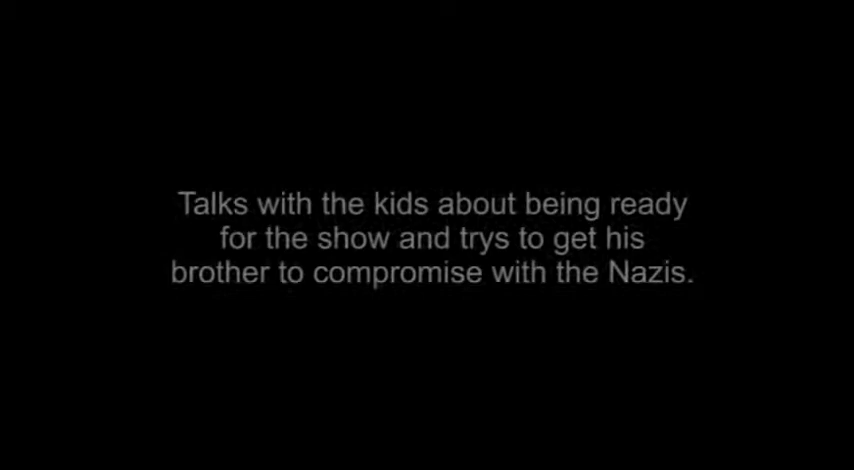 Talks with the kids about being ready
for the show and trys to get his
brother to compromise with the Nazis.